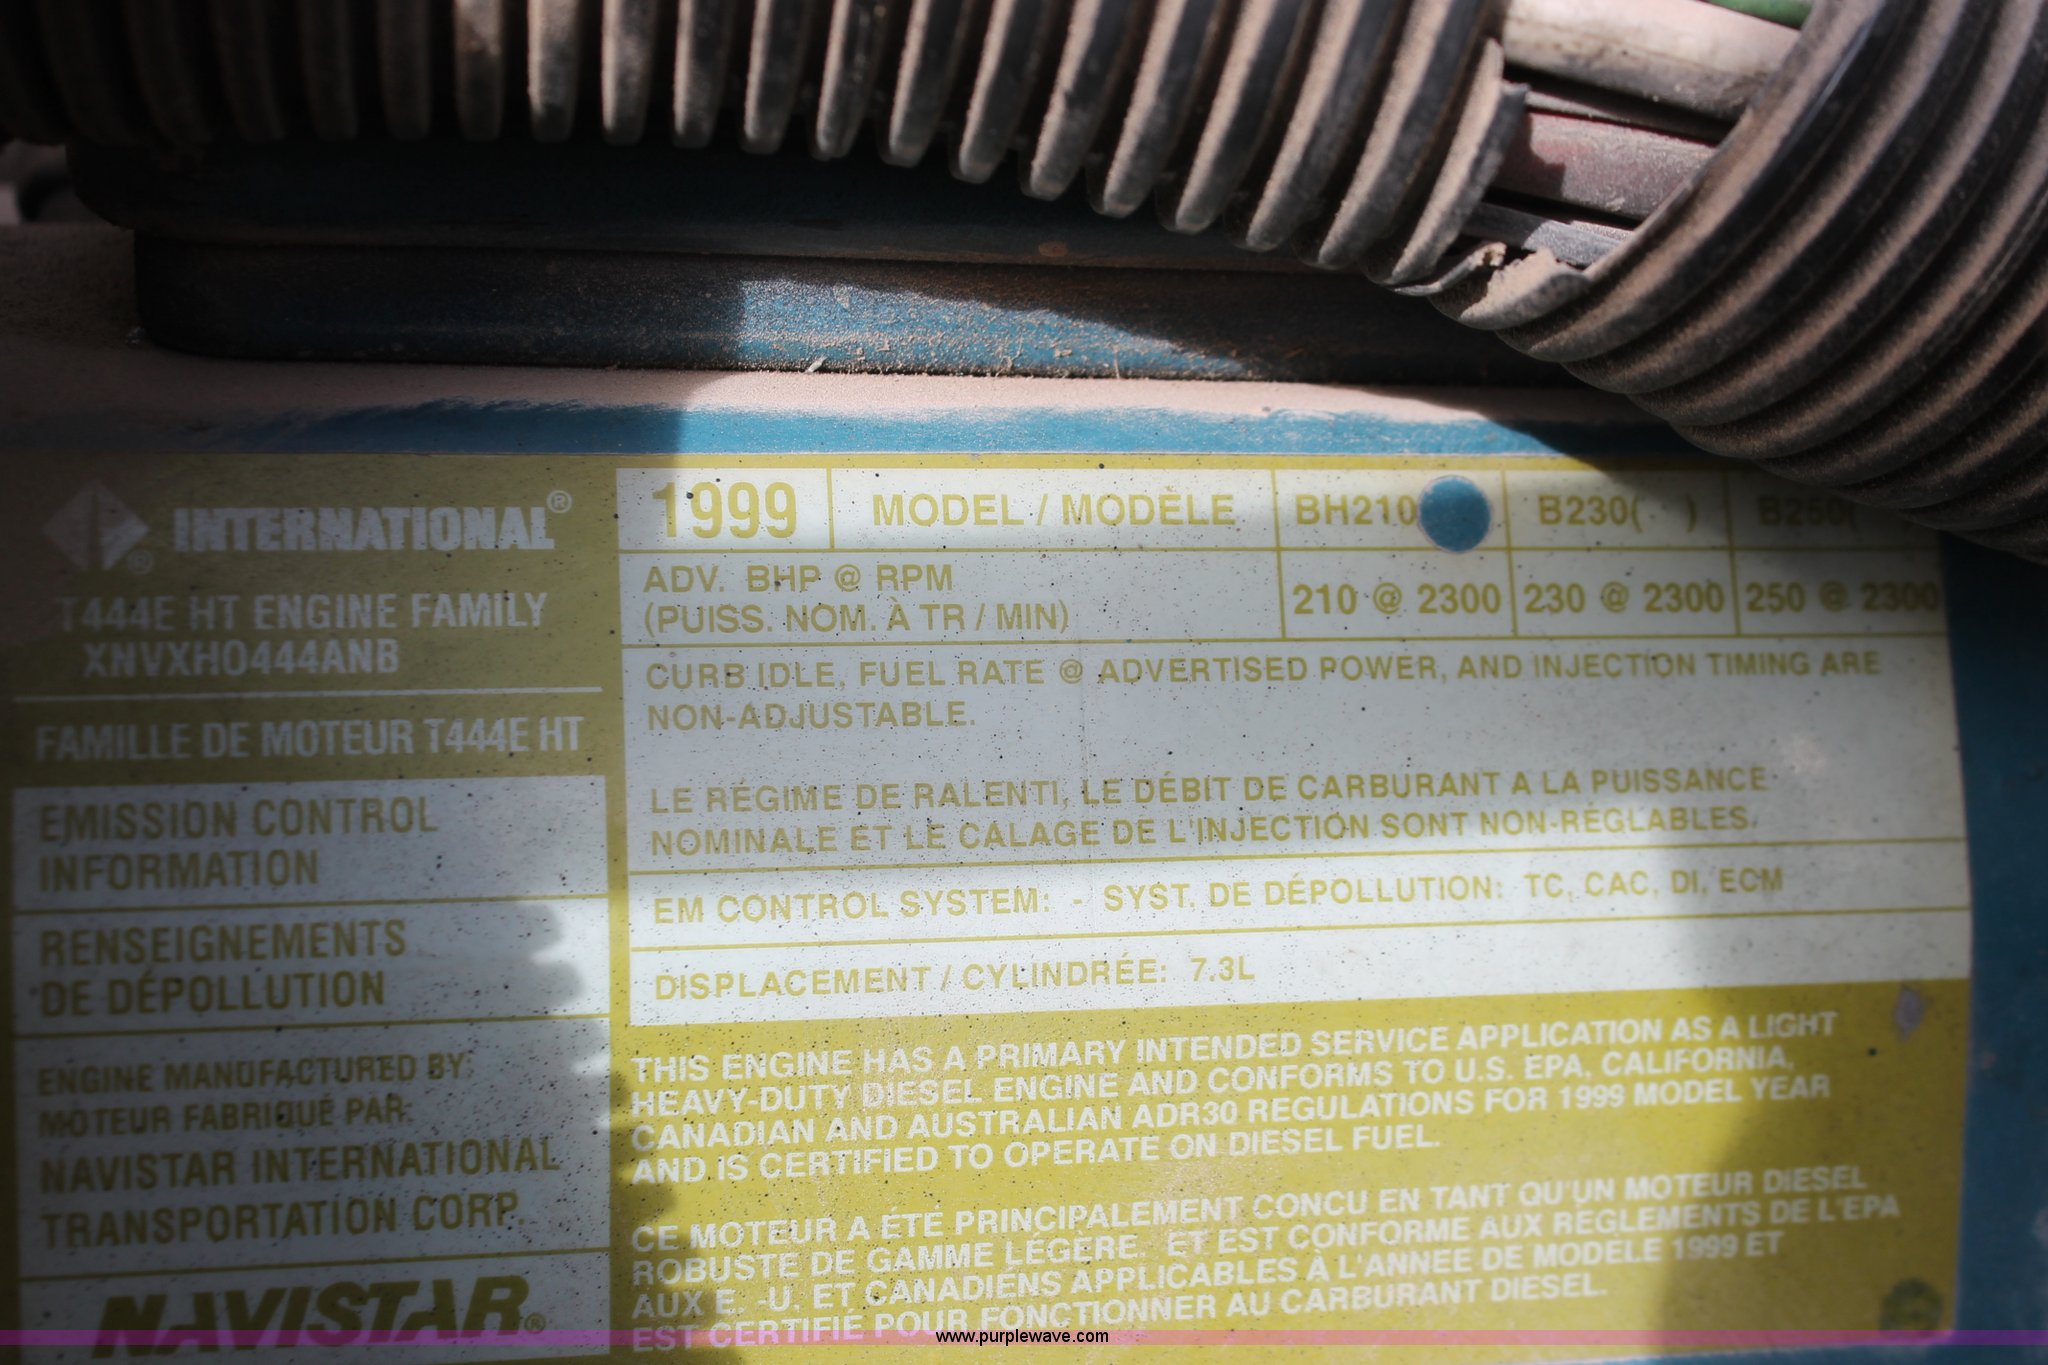 INTERNATIONAL®
T444E HT ENGINE FAMILY
XNVXH0444ANB
FAMILLE DE MOTEUR T444E HT
EMISSION CONTROL
INFORMATION
RENSEIGNEMENTS
DE DÉPOLLUTION
ENGINE MANUFACTURED BY:
MOTEUR FABRIQUÉ PAR:
NAVISTAR INTERNATIONAL
TRANSPORTATION CORP.
NAVISTAR®
1999 MODEL / MODÈLE BH210 B230( ) B250(
ADV. BHP @ RPM
(PUISS. NOM. À TR / MIN)
210 @ 2300 230 @ 2300 250 @ 2300
CURB IDLE, FUEL RATE @ ADVERTISED POWER, AND INJECTION TIMING ARE
NON-ADJUSTABLE.
LE RÉGIME DE RALENTI, LE DÉBIT DE CARBURANT A LA PUISSANCE
NOMINALE ET LE CALAGE DE L'INJECTION SONT NON-RÉGLABLES.
EM CONTROL SYSTEM: - SYST. DE DÉPOLLUTION: TC, CAC, DI, ECM
DISPLACEMENT / CYLINDRÉE: 7.3L
THIS ENGINE HAS A PRIMARY INTENDED SERVICE APPLICATION AS A LIGHT
HEAVY-DUTY DIESEL ENGINE AND CONFORMS TO U.S. EPA, CALIFORNIA,
CANADIAN AND AUSTRALIAN ADR30 REGULATIONS FOR 1999 MODEL YEAR
AND IS CERTIFIED TO OPERATE ON DIESEL FUEL.
CE MOTEUR A ÉTÉ PRINCIPALEMENT CONCU EN TANT QU'UN MOTEUR DIESEL
ROBUSTE DE GAMME LÉGÈRE. ET EST CONFORME AUX RÈGLEMENTS DE L'EPA
AUX E. -U. ET CANADIENS APPLICABLES À L'ANNÉE DE MODÈLE 1999 ET
EST CERTIFIÉ POUR FONCTIONNER AU CARBURANT DIESEL.
www.purplewave.com